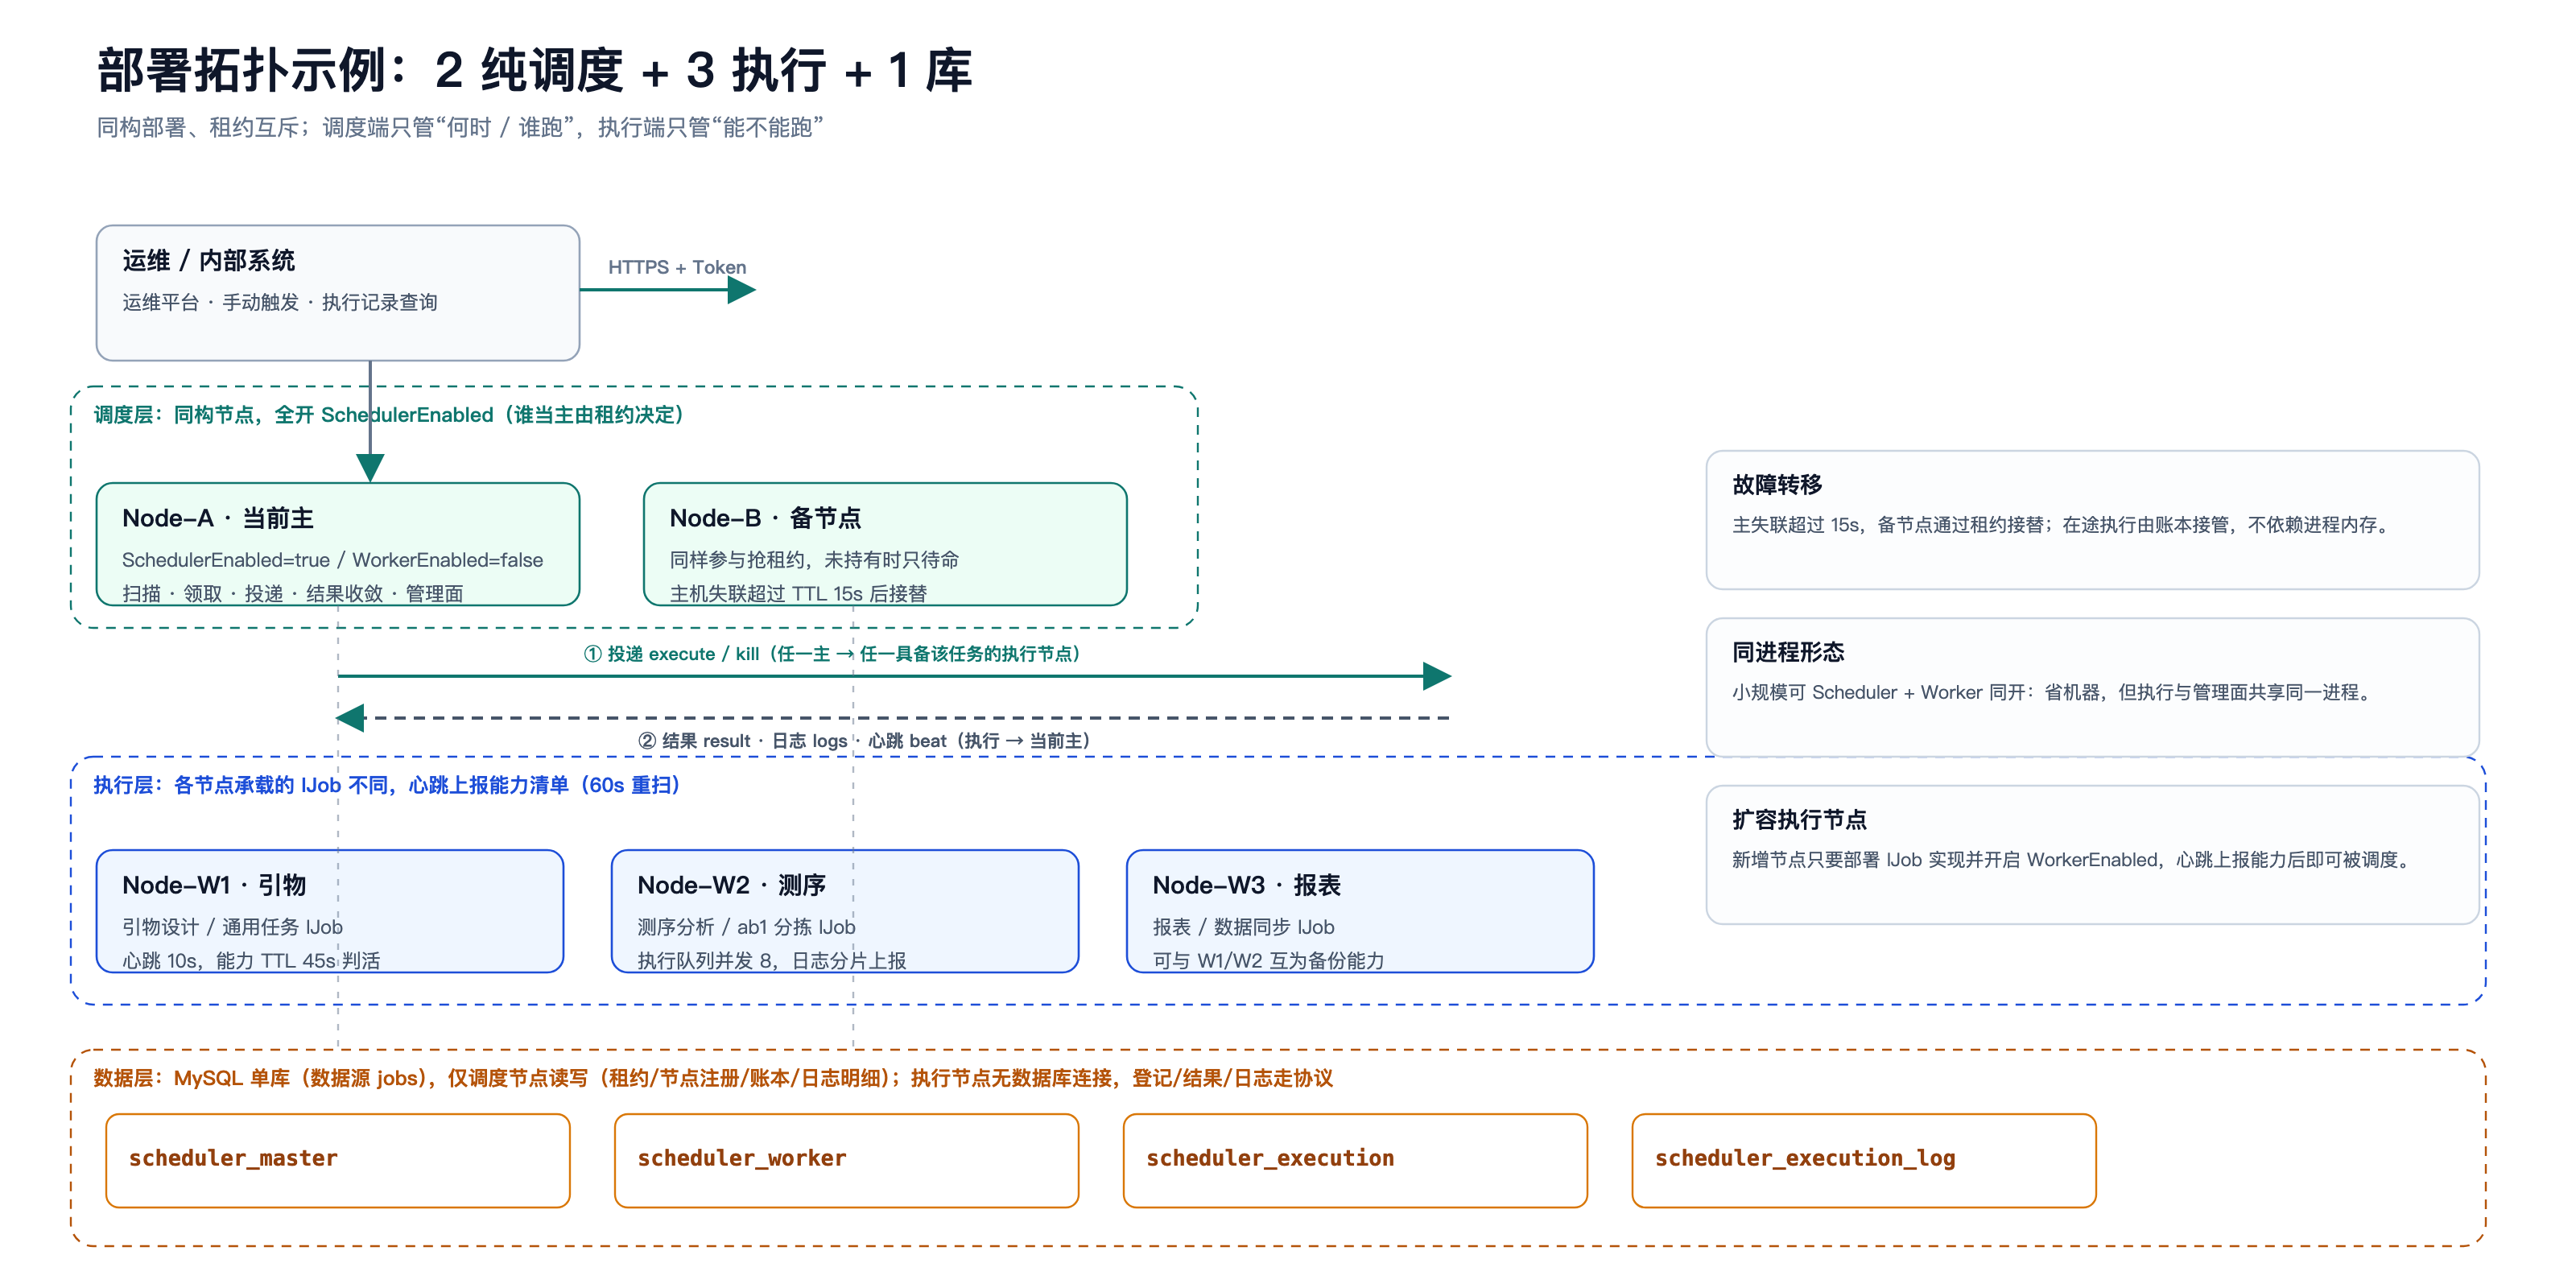 部署拓扑示例：2 纯调度 + 3 执行 + 1 库
同构部署、租约互斥；调度端只管“何时 / 谁跑”，执行端只管“能不能跑”
运维 / 内部系统
运维平台 · 手动触发 · 执行记录查询
HTTPS + Token
调度层：同构节点，全开 SchedulerEnabled（谁当主由租约决定）
Node-A · 当前主
SchedulerEnabled=true / WorkerEnabled=false
扫描 · 领取 · 投递 · 结果收敛 · 管理面
Node-B · 备节点
同样参与抢租约，未持有时只待命
主机失联超过 TTL 15s 后接替
故障转移
主失联超过 15s，备节点通过租约接替；在途执行由账本接管，不依赖进程内存。
① 投递 execute / kill（任一主 → 任一具备该任务的执行节点）
② 结果 result · 日志 logs · 心跳 beat（执行 → 当前主）
同进程形态
小规模可 Scheduler + Worker 同开：省机器，但执行与管理面共享同一进程。
执行层：各节点承载的 IJob 不同，心跳上报能力清单（60s 重扫）
Node-W1 · 引物
引物设计 / 通用任务 IJob
心跳 10s，能力 TTL 45s 判活
Node-W2 · 测序
测序分析 / ab1 分拣 IJob
执行队列并发 8，日志分片上报
Node-W3 · 报表
报表 / 数据同步 IJob
可与 W1/W2 互为备份能力
扩容执行节点
新增节点只要部署 IJob 实现并开启 WorkerEnabled，心跳上报能力后即可被调度。
数据层：MySQL 单库（数据源 jobs），仅调度节点读写（租约/节点注册/账本/日志明细）；执行节点无数据库连接，登记/结果/日志走协议
scheduler_master
scheduler_worker
scheduler_execution
scheduler_execution_log